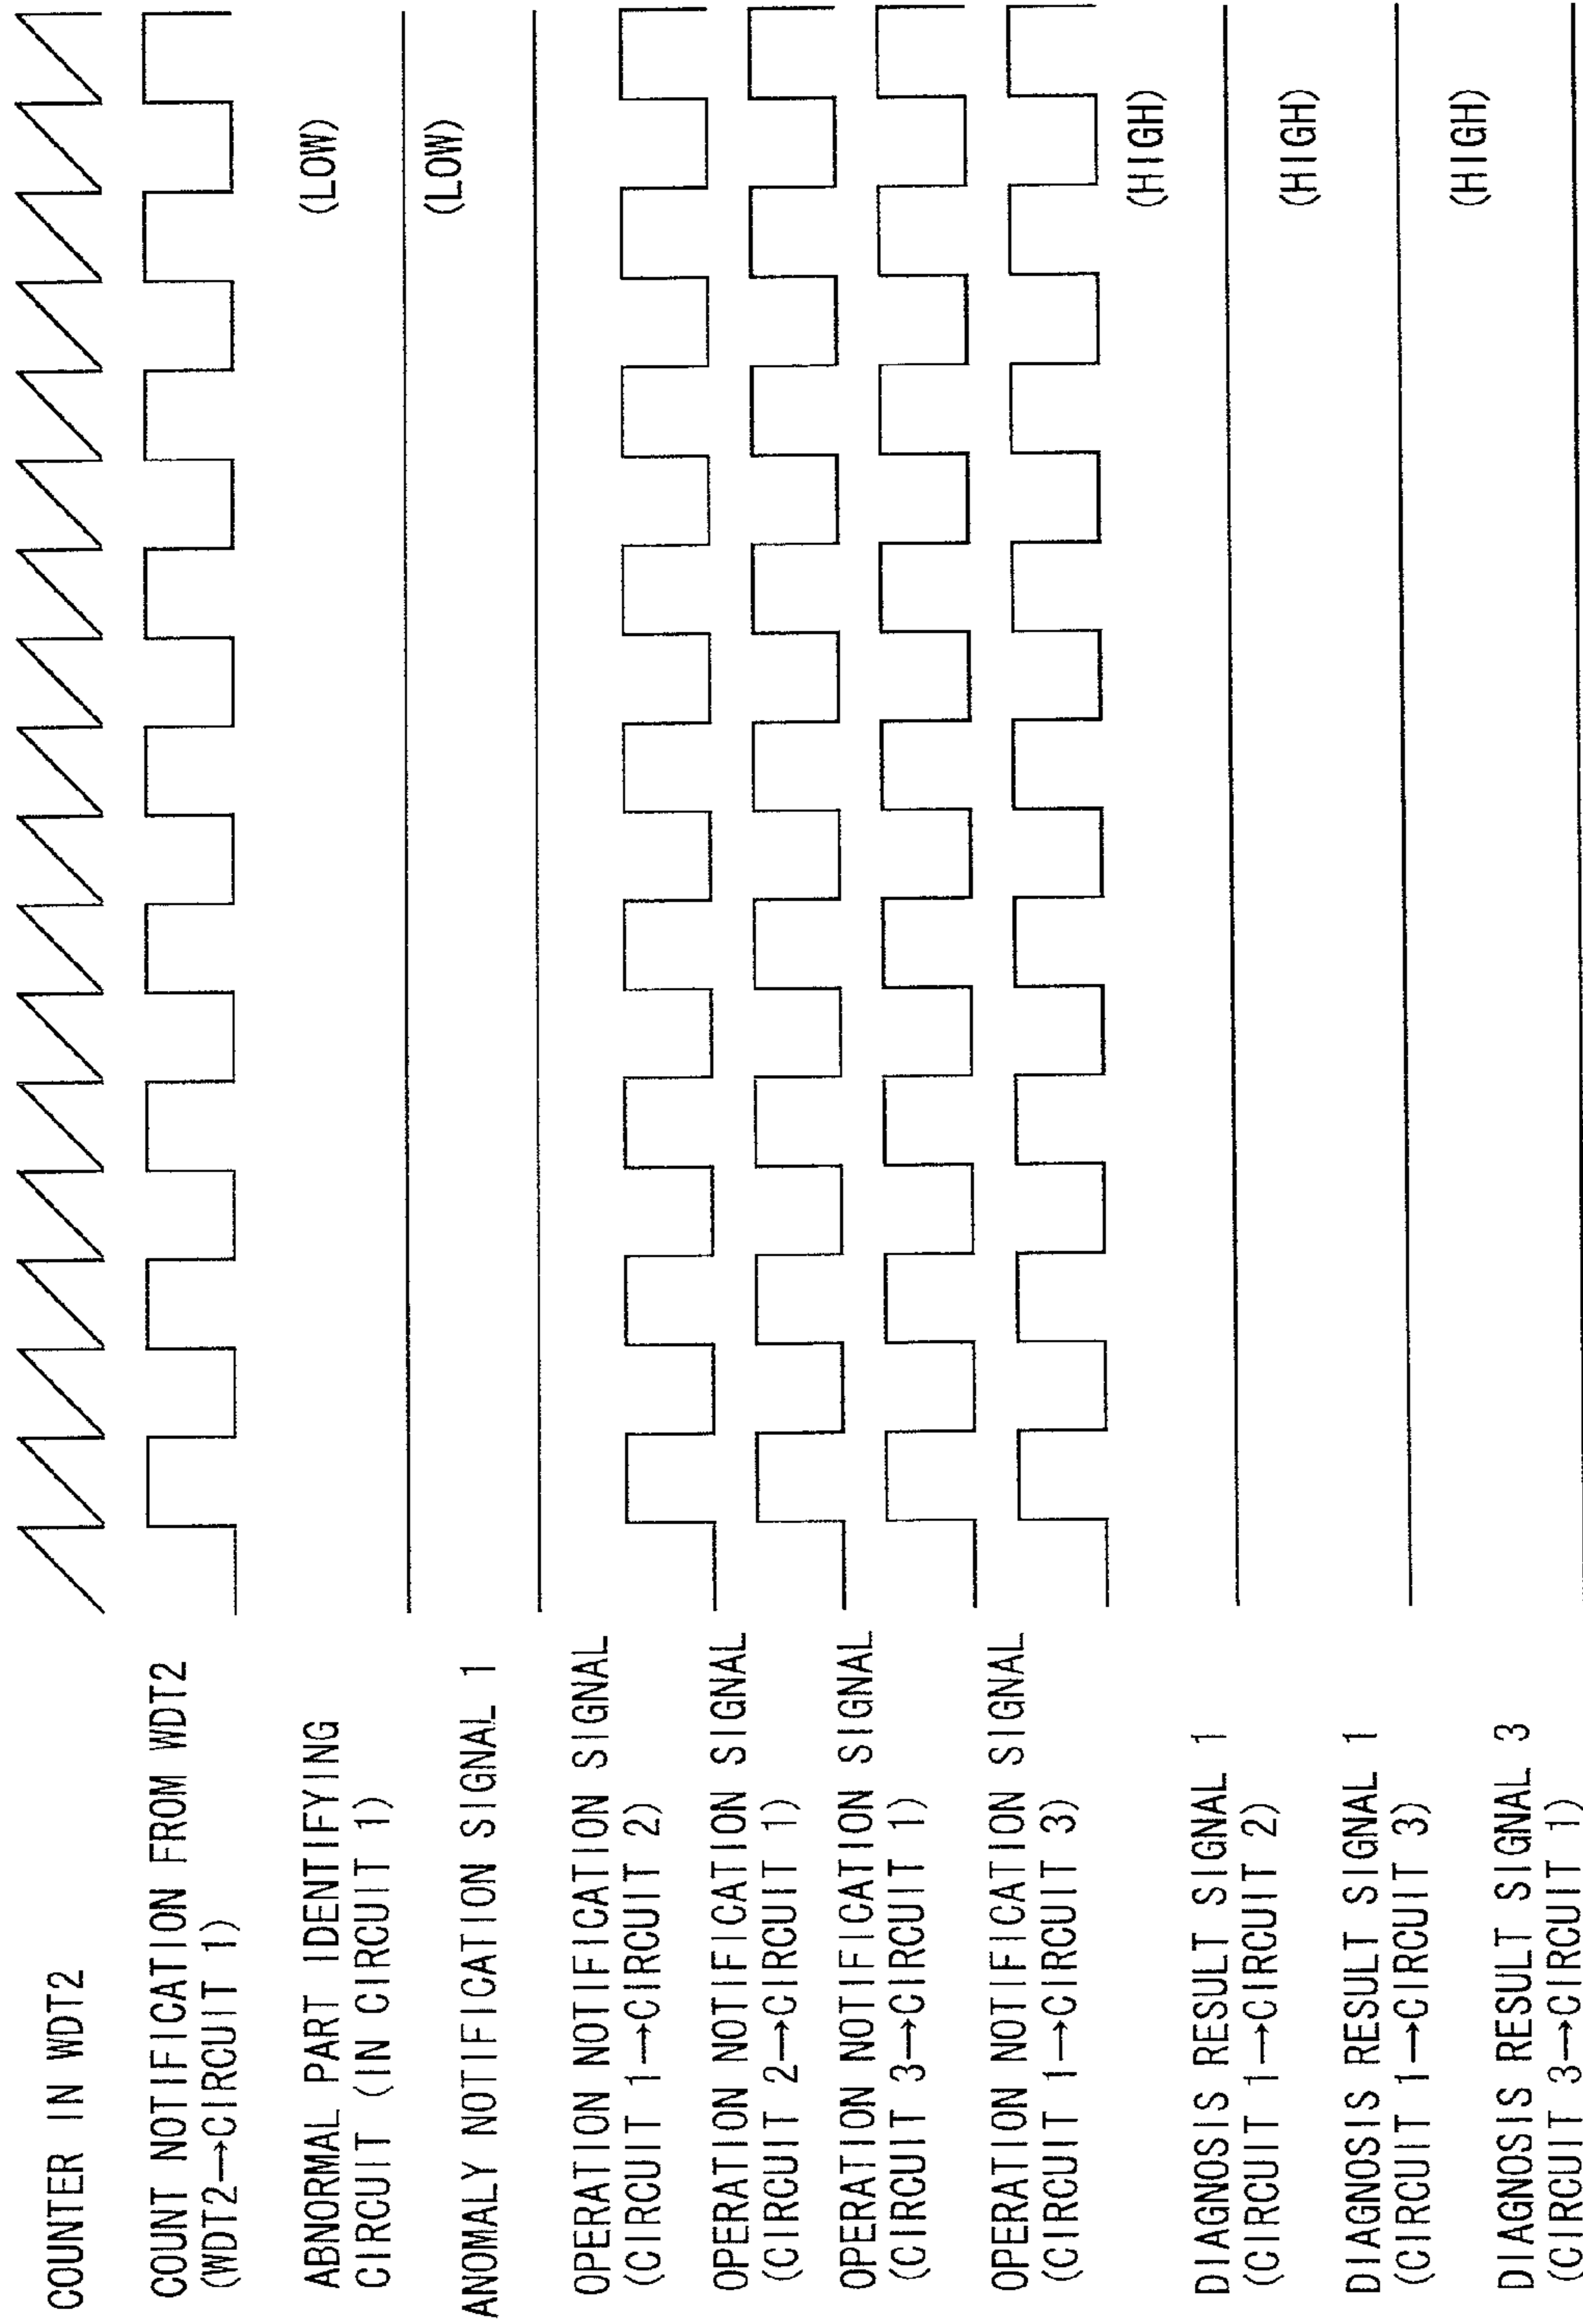 COUNTER IN WDT2
COUNT NOTIFICATION FROM WDT2
(WDT2→CIRCUIT 1)
ABNORMAL PART IDENTIFYING
CIRCUIT (IN CIRCUIT 1)
(LOW)
ANOMALY NOTIFICATION SIGNAL 1
(LOW)
OPERATION NOTIFICATION SIGNAL
(CIRCUIT 1→CIRCUIT 2)
OPERATION NOTIFICATION SIGNAL
(CIRCUIT 2→CIRCUIT 1)
OPERATION NOTIFICATION SIGNAL
(CIRCUIT 3→CIRCUIT 1)
OPERATION NOTIFICATION SIGNAL
(CIRCUIT 1→CIRCUIT 3)
(HIGH)
DIAGNOSIS RESULT SIGNAL 1
(CIRCUIT 1→CIRCUIT 2)
(HIGH)
DIAGNOSIS RESULT SIGNAL 1
(CIRCUIT 1→CIRCUIT 3)
(HIGH)
DIAGNOSIS RESULT SIGNAL 3
(CIRCUIT 3→CIRCUIT 1)